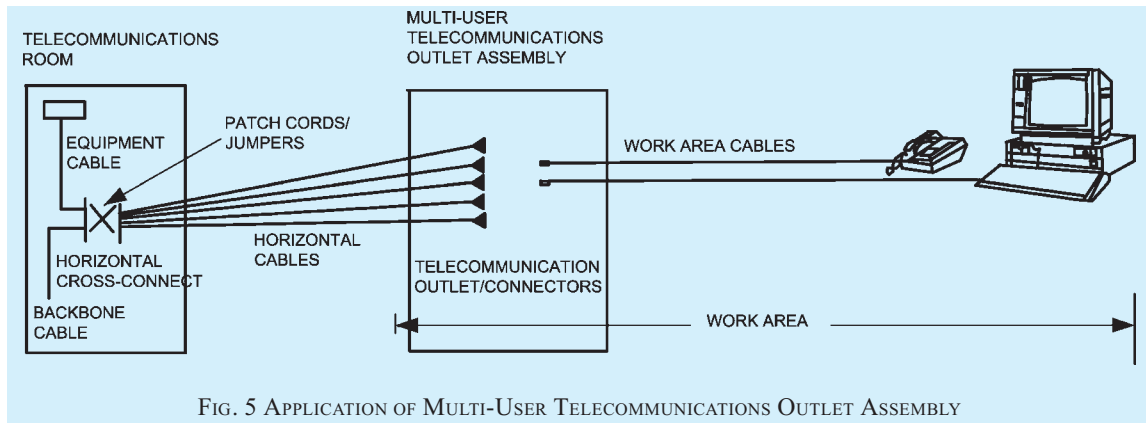 TELECOMMUNICATIONS
ROOM
MULTI-USER
TELECOMMUNICATIONS
OUTLET ASSEMBLY
EQUIPMENT
CABLE
PATCH CORDS/
JUMPERS
WORK AREA CABLES
HORIZONTAL
CABLES
HORIZONTAL
CROSS-CONNECT
BACKBONE
CABLE
TELECOMMUNICATION
OUTLET/CONNECTORS
WORK AREA
FIG. 5 APPLICATION OF MULTI-USER TELECOMMUNICATIONS OUTLET ASSEMBLY